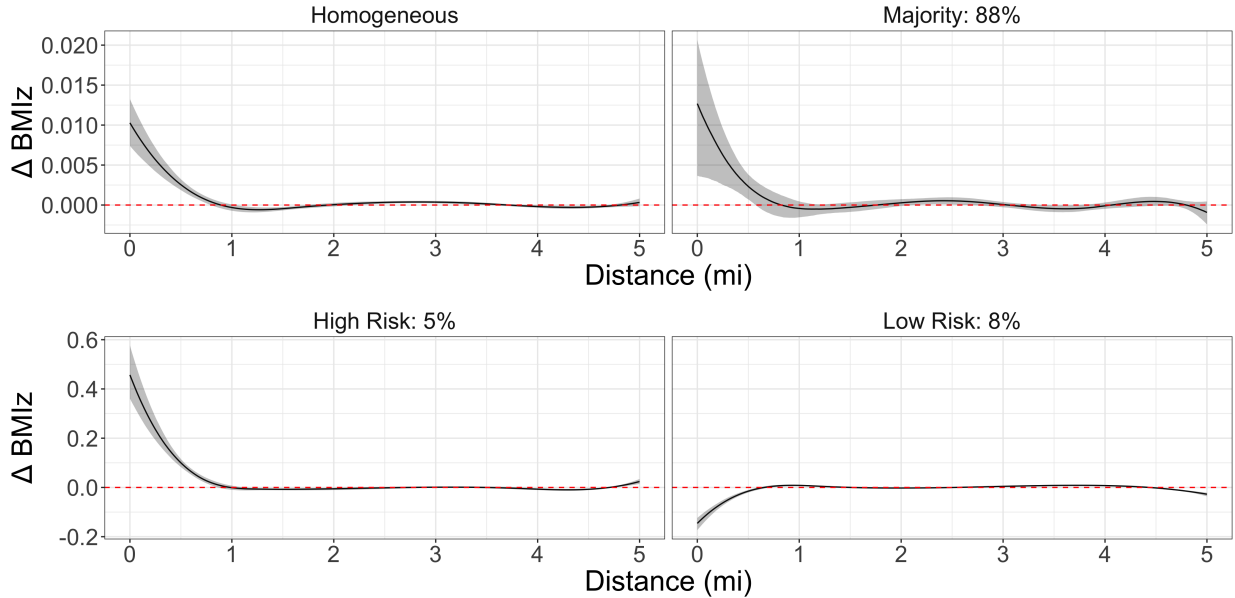 Homogeneous
Majority: 88%
Δ BMIz
0.020
0.015
0.010
0.005
0.000
0 1 2 3 4 5
0 1 2 3 4 5
Distance (mi)
High Risk: 5%
Low Risk: 8%
Δ BMIz
0.6
0.4
0.2
0.0
-0.2
0 1 2 3 4 5
0 1 2 3 4 5
Distance (mi)